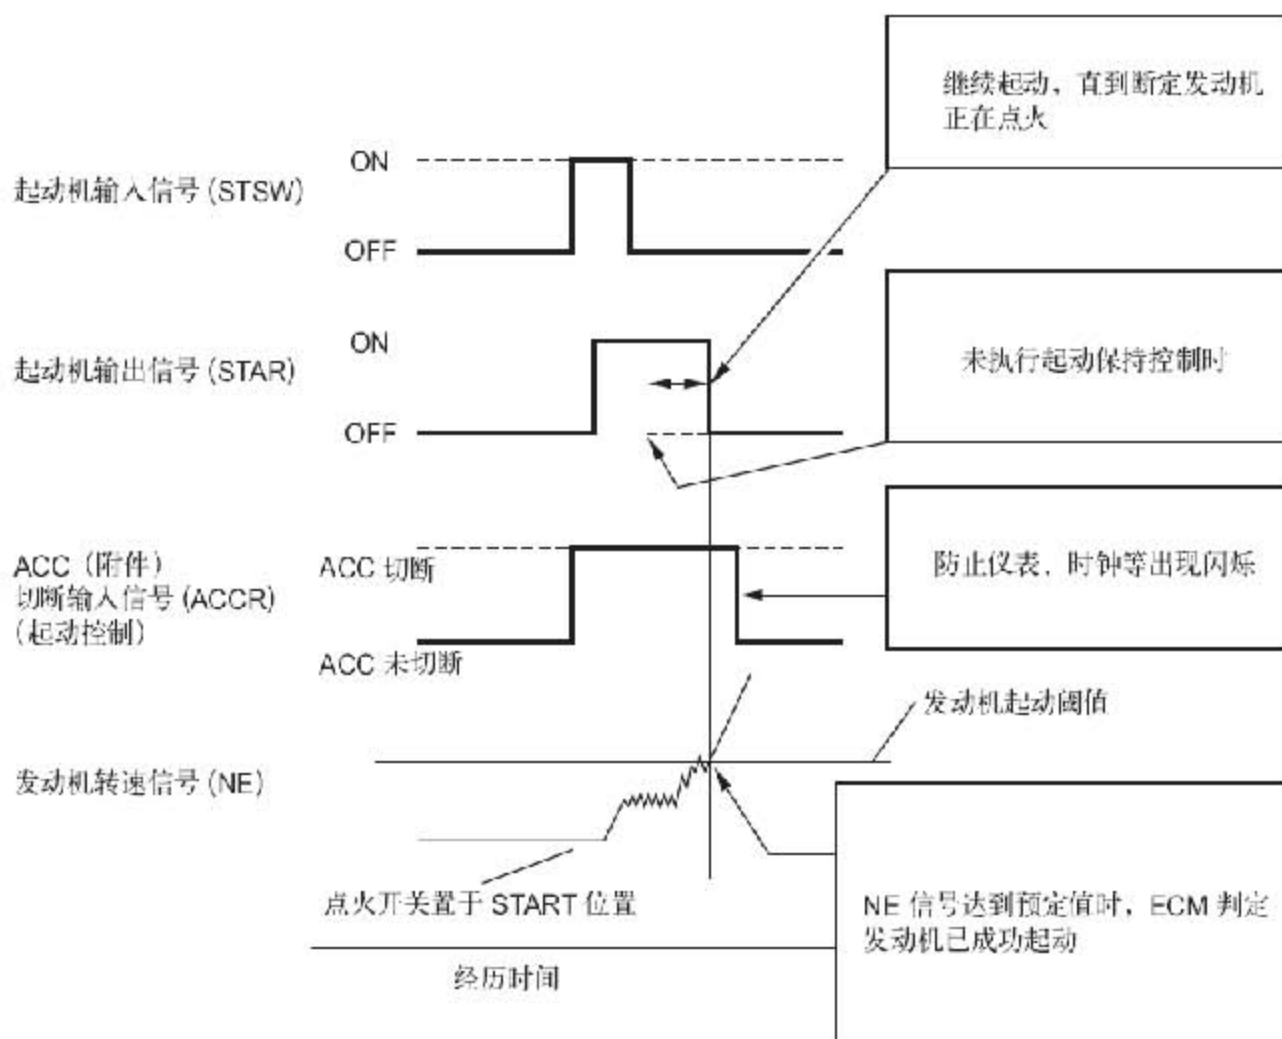 继续起动，直到断定发动机
正在点火
ON
起动机输入信号 (STSW)
OFF
ON
起动机输出信号 (STAR)
未执行起动保持控制时
OFF
ACC（附件）
切断输入信号 (ACCR)
（起动控制）
ACC 切断
防止仪表、时钟等出现闪烁
ACC 未切断
发动机起动阈值
发动机转速信号 (NE)
点火开关置于 START 位置
NE 信号达到预定值时，ECM 判定
发动机已成功起动
经历时间